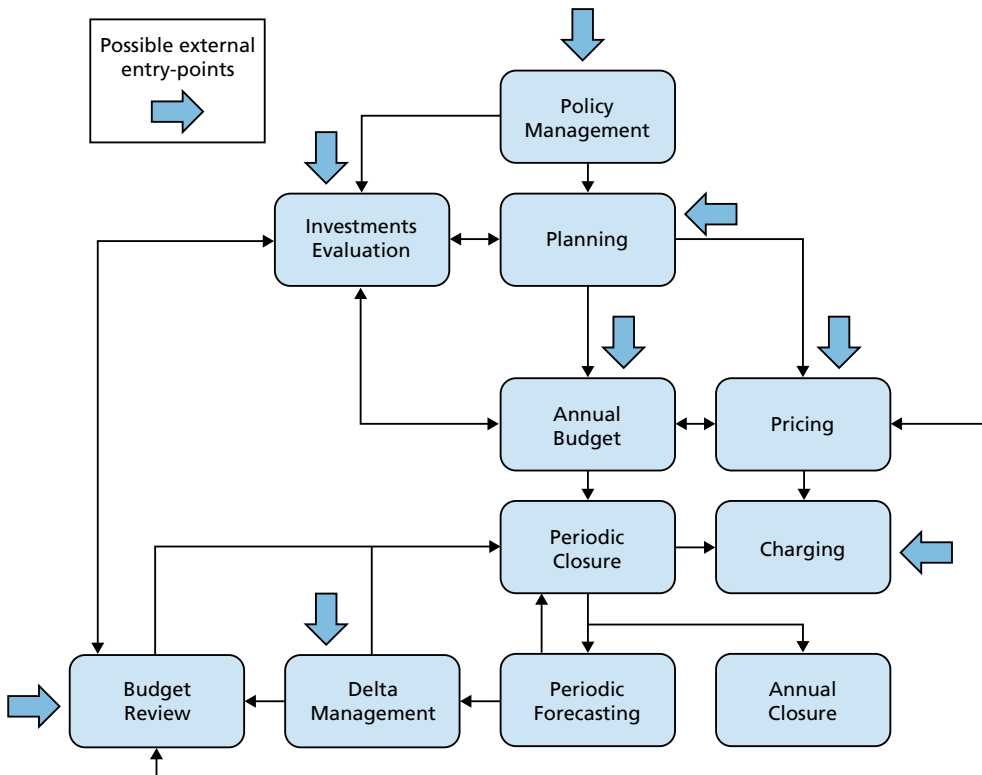 Possible external
entry-points
Policy
Management
Investments
Evaluation
Planning
Annual
Budget
Pricing
Periodic
Closure
Charging
Budget
Review
Delta
Management
Periodic
Forecasting
Annual
Closure